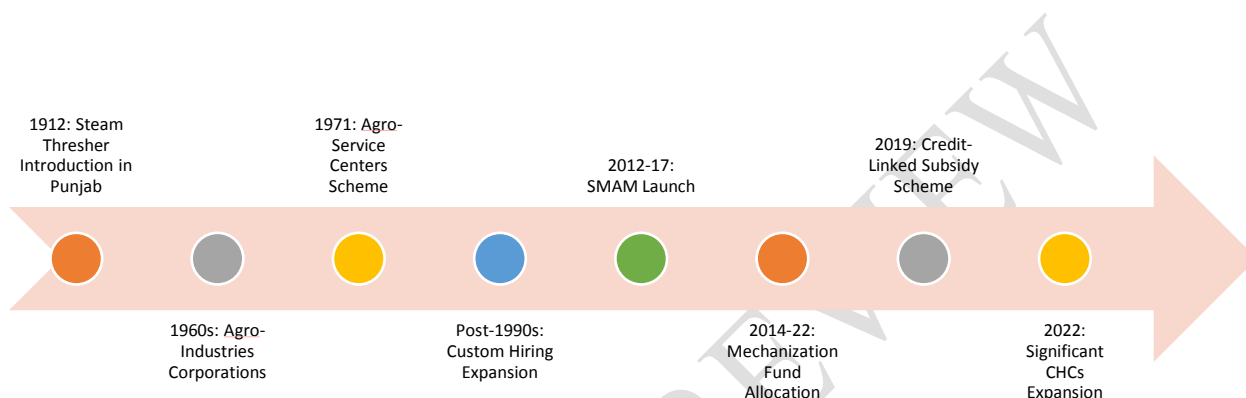 1912: Steam
Thresher
Introduction in
Punjab
1960s: Agro-
Industries
Corporations
1971: Agro-
Service
Centers
Scheme
Post-1990s:
Custom Hiring
Expansion
2012-17:
SMAM Launch
2014-22:
Mechanization
Fund
Allocation
2019: Credit-
Linked Subsidy
Scheme
2022:
Significant
CHCs
Expansion
REVIEW